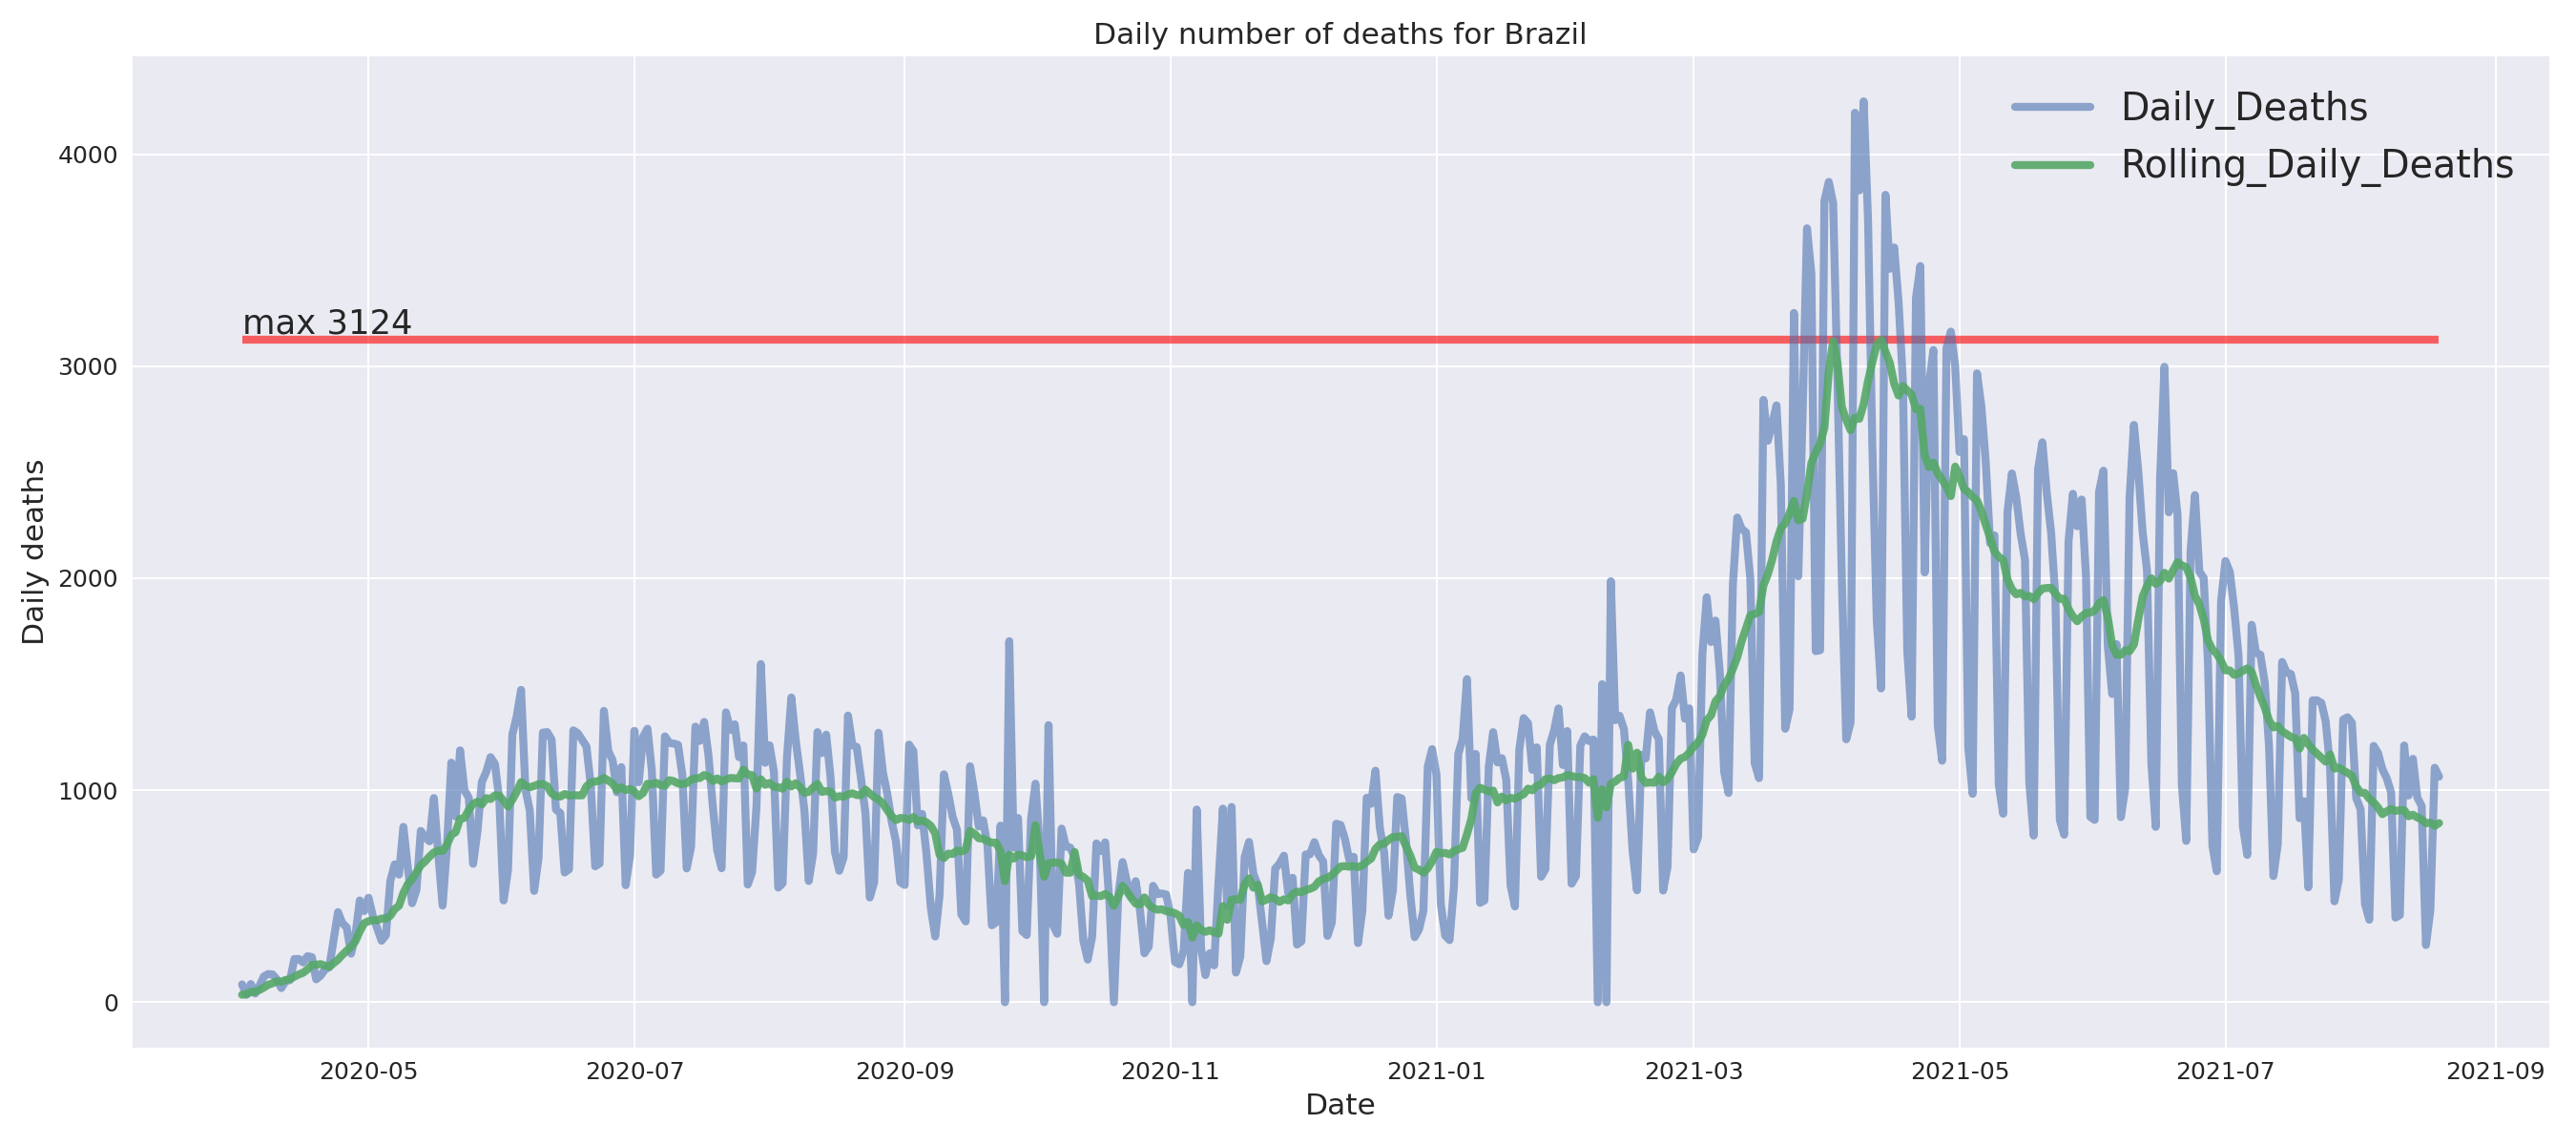 Daily number of deaths for Brazil
Daily_Deaths
Rolling_Daily_Deaths
4000
max 3124
3000
Daily deaths
2000
1000
0
2020-05 2020-07 2020-09 2020-11 2021-01 2021-03 2021-05 2021-07 2021-09
Date